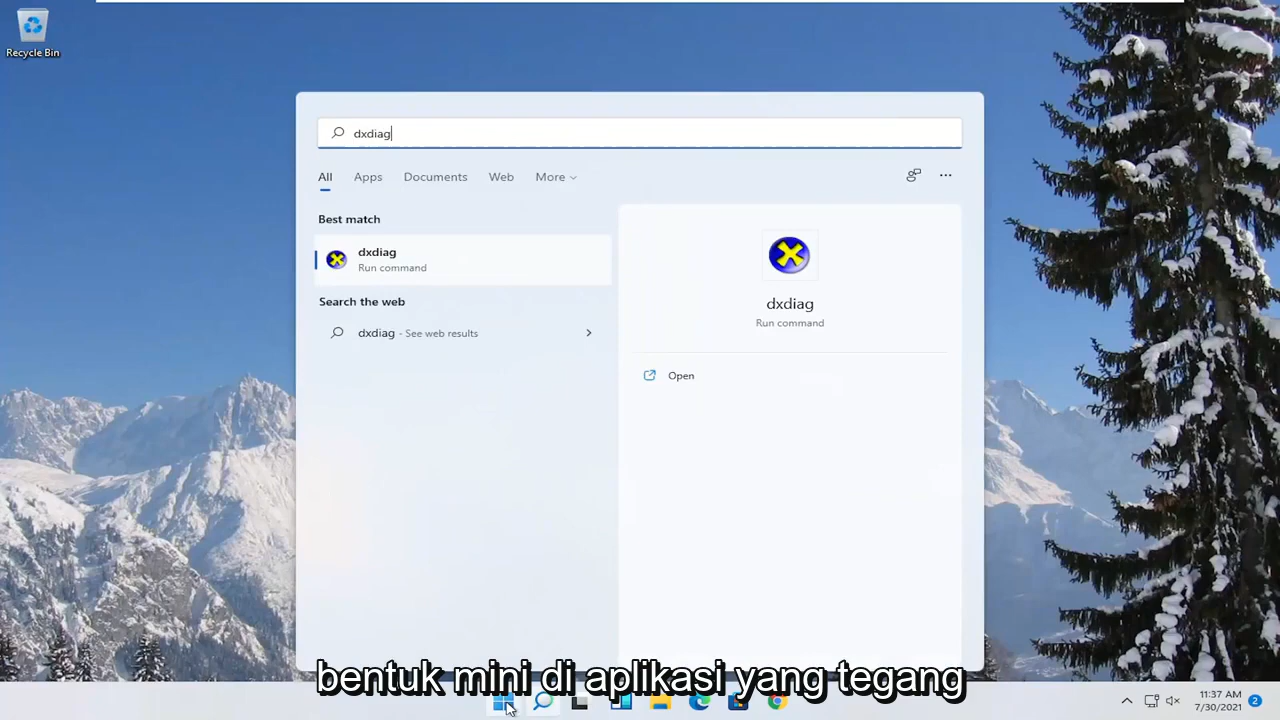 Recycle Bin
dxdiag
All Apps Documents Web More
Best match
dxdiag
Run command
Search the web
dxdiag - See web results
dxdiag
Run command
Open
bentuk mini di aplikasi yang tegang
11:37 AM
7/30/2021
2